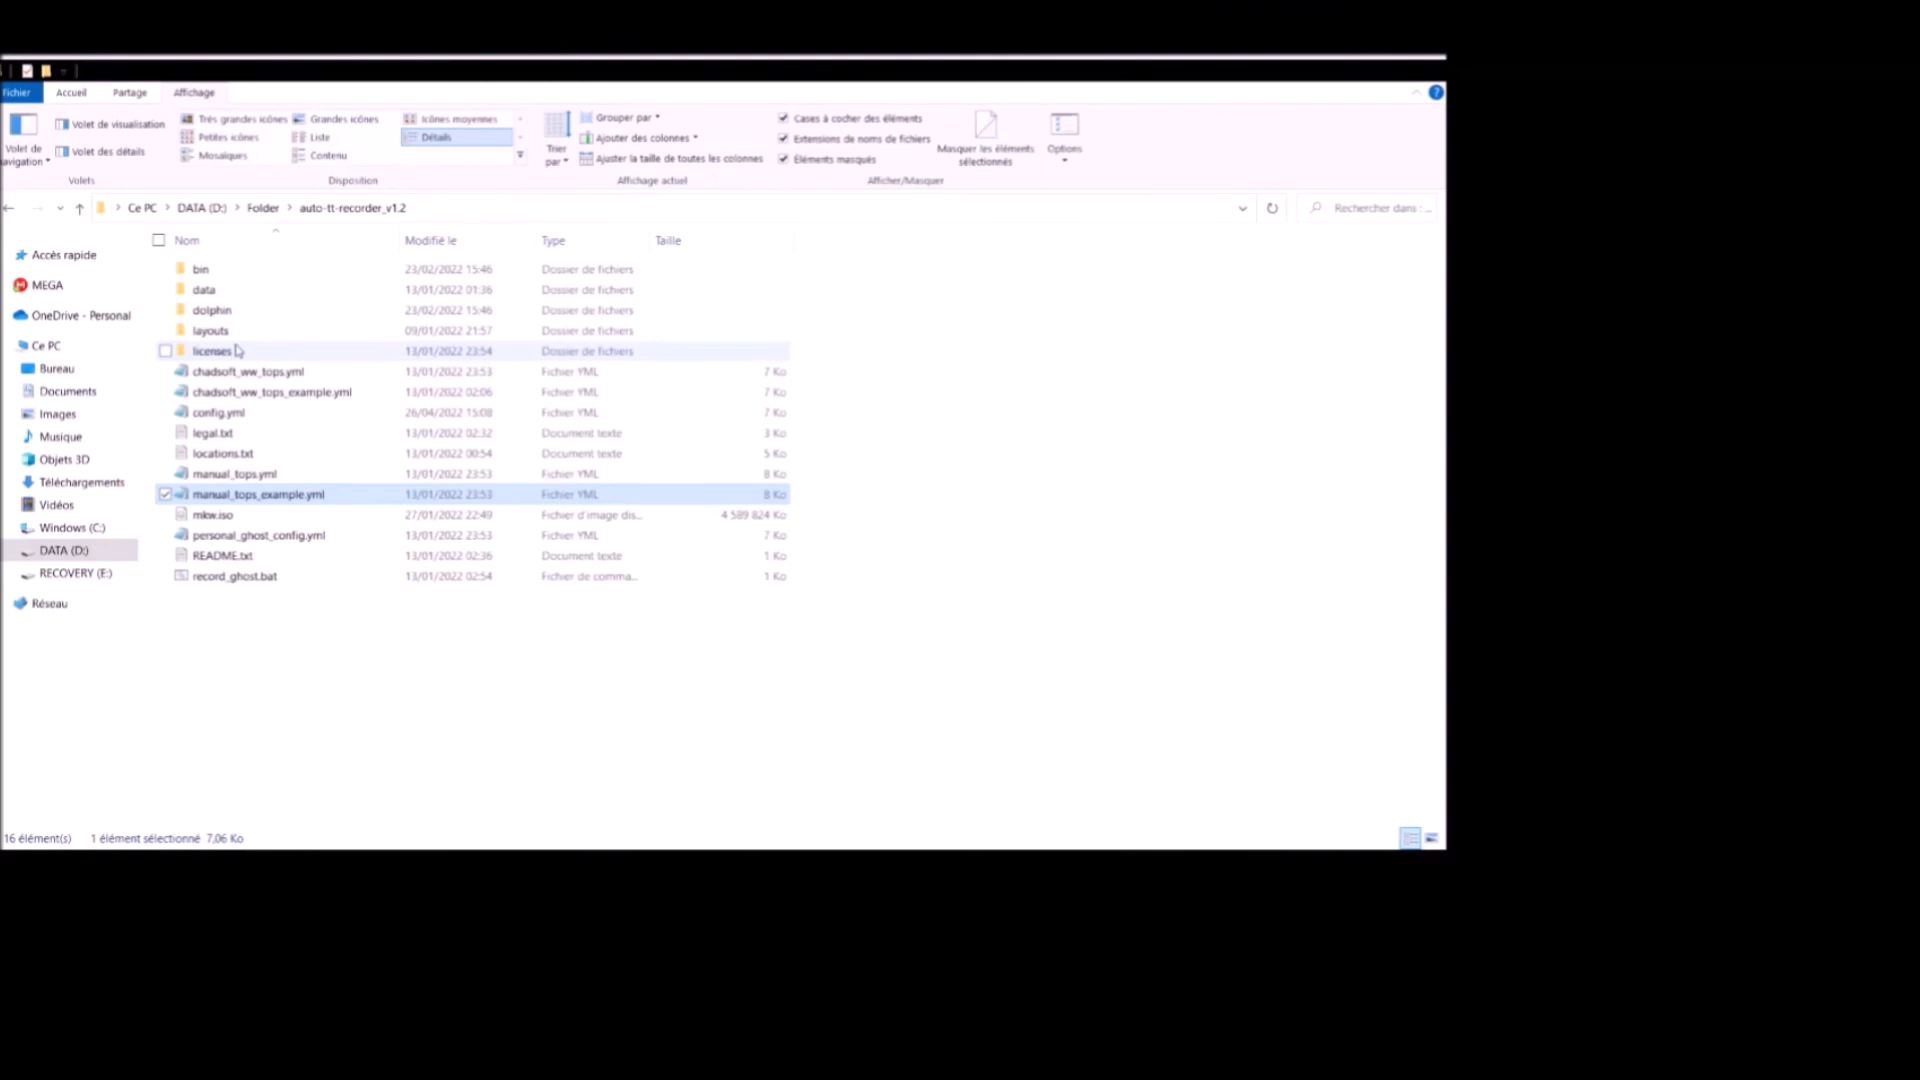 Fichier Accueil Partage Affichage
Volet de navigation Volet de visualisation Volet des détails
Très grandes icônes Grandes icônes Icônes moyennes
Petites icônes Liste Détails
Mosaïques Contenu
Trier par Grouper par
Ajouter des colonnes
Ajuster la taille de toutes les colonnes
Cases à cocher des éléments
Extensions de noms de fichiers
Éléments masqués
Masquer les éléments sélectionnés
Options
Volets Disposition Affichage actuel Afficher/Masquer
Ce PC > DATA (D:) > Folder > auto-tt-recorder_v1.2
Rechercher dans : ...
Nom Modifié le Type Taille
Accès rapide
MEGA
OneDrive - Personal
Ce PC
Bureau
Documents
Images
Musique
Objets 3D
Téléchargements
Vidéos
Windows (C:)
DATA (D:)
RECOVERY (E:)
Réseau
bin 23/02/2022 15:46 Dossier de fichiers
data 13/01/2022 01:36 Dossier de fichiers
dolphin 23/02/2022 15:46 Dossier de fichiers
layouts 09/01/2022 21:57 Dossier de fichiers
licenses 13/01/2022 23:54 Dossier de fichiers
chadsoft_ww_tops.yml 13/01/2022 23:53 Fichier YML 7 Ko
chadsoft_ww_tops_example.yml 13/01/2022 02:06 Fichier YML 7 Ko
config.yml 26/04/2022 15:08 Fichier YML 7 Ko
legal.txt 13/01/2022 02:32 Document texte 3 Ko
locations.txt 13/01/2022 00:54 Document texte 5 Ko
manual_tops.yml 13/01/2022 23:53 Fichier YML 8 Ko
manual_tops_example.yml 13/01/2022 23:53 Fichier YML 8 Ko
mkw.iso 27/01/2022 22:49 Fichier d'image dis... 4 589 824 Ko
personal_ghost_config.yml 13/01/2022 23:53 Fichier YML 7 Ko
README.txt 13/01/2022 02:36 Document texte 1 Ko
record_ghost.bat 13/01/2022 02:54 Fichier de comma... 1 Ko
16 élément(s) 1 élément sélectionné 7,06 Ko